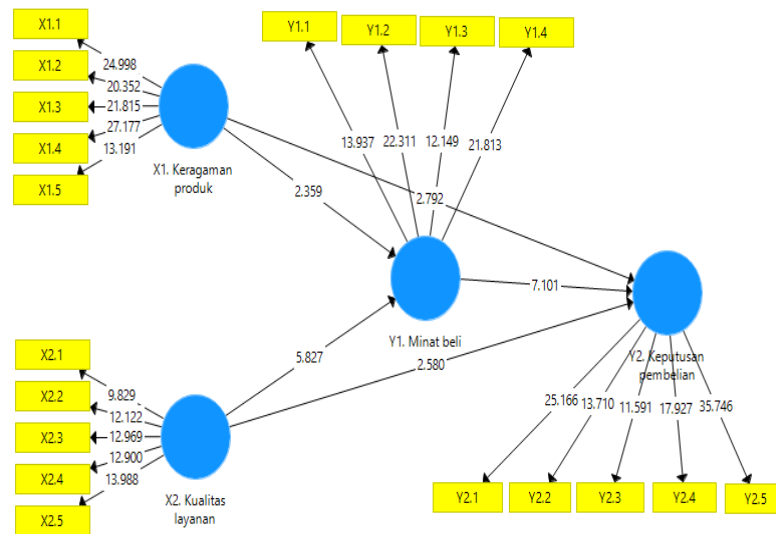 X1.1
X1.2
X1.3
X1.4
X1.5
24.998
20.352
21.815
27.177
13.191
X1. Keragaman
produk
Y1.1
Y1.2
Y1.3
Y1.4
13.937
22.311
12.149
21.813
2.359
2.792
Y1. Minat beli
7.101
5.827
2.580
X2.1
X2.2
X2.3
X2.4
X2.5
9.829
12.122
12.969
12.900
13.988
X2. Kualitas
layanan
Y2. Keputusan
pembelian
25.166
13.710
11.591
17.927
35.746
Y2.1
Y2.2
Y2.3
Y2.4
Y2.5